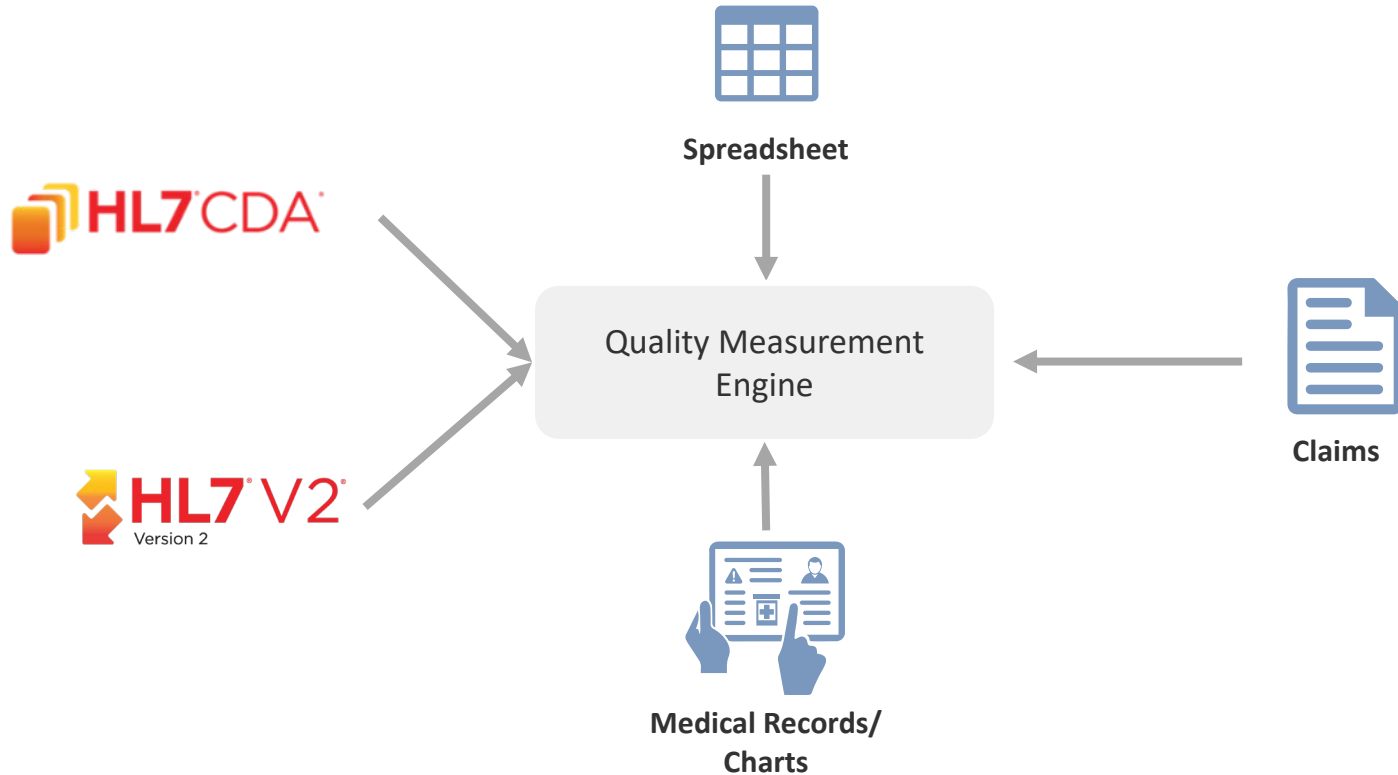 Spreadsheet
HL7® CDA®
Quality Measurement
Engine
Claims
HL7® V2®
Version 2
Medical Records/
Charts